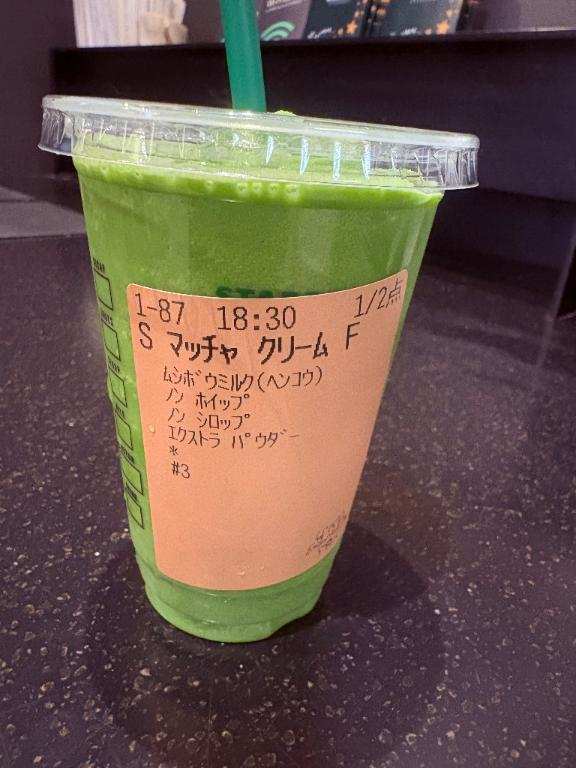 1-87 18:30 1/2点
S マッチャ クリーム F
ムシボウミルク(ヘンコウ)
ノン ホイップ
ノン シロップ
エクストラ パウダー
*
#3